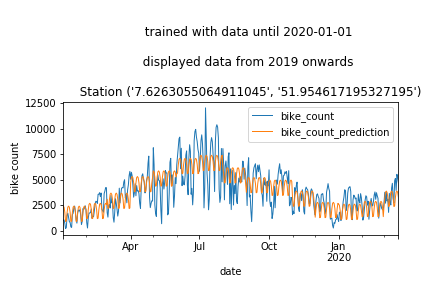 trained with data until 2020-01-01
displayed data from 2019 onwards
Station ('7.6263055064911045', '51.954617195327195')
12500
10000
7500
5000
2500
0
bike count
bike_count
bike_count_prediction
Apr
Jul
Oct
Jan
2020
date